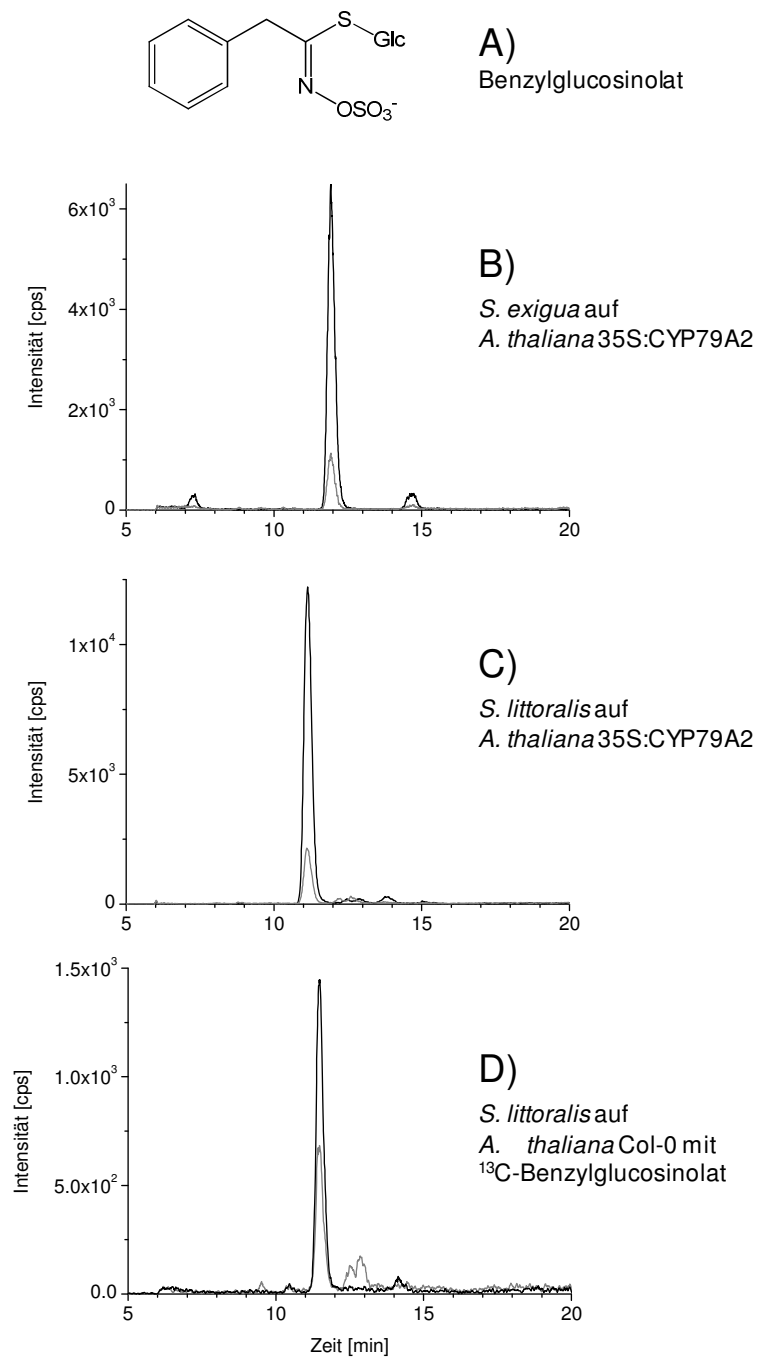 S
Glc
N
OSO₃⁻
A)
Benzylglucosinolat
6x10³
4x10³
2x10³
0
5 10 15 20
Intensität [cps]
B)
S. exigua auf
A. thaliana 35S:CYP79A2
1x10⁴
5x10³
0
5 10 15 20
Intensität [cps]
C)
S. littoralis auf
A. thaliana 35S:CYP79A2
1.5x10³
1.0x10³
5.0x10²
0.0
5 10 15 20
Intensität [cps]
Zeit [min]
D)
S. littoralis auf
A. thaliana Col-0 mit
¹³C-Benzylglucosinolat